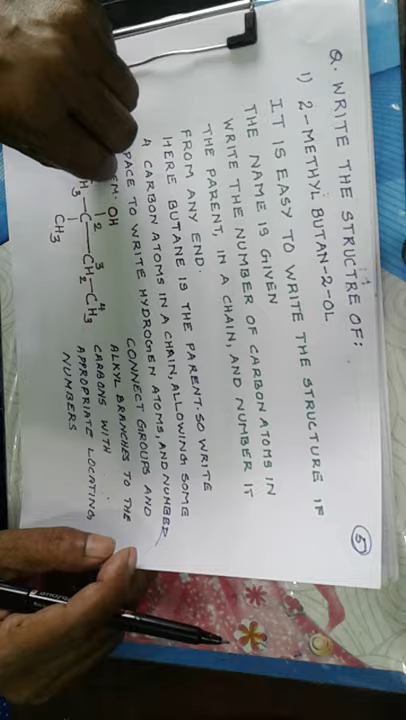 5
Q. WRITE THE STRUCTRE OF:
1) 2-METHYL BUTAN-2-OL
IT IS EASY TO WRITE THE STRUCTURE IF
THE NAME IS GIVEN
WRITE THE NUMBER OF CARBON ATOMS IN
THE PARENT, IN A CHAIN, AND NUMBER IT
FROM ANY END.
HERE BUTANE IS THE PARENT. SO WRITE
4 CARBON ATOMS IN A CHAIN, ALLOWING SOME
PACE TO WRITE HYDROGEN ATOMS, AND NUMBER
EM. OH
CONNECT GROUPS AND
ALKYL BRANCHES TO THE
CARBONS WITH
APPROPRIATE LOCATING
NUMBERS
2 3 4
H3-C-CH2-CH3
CH3